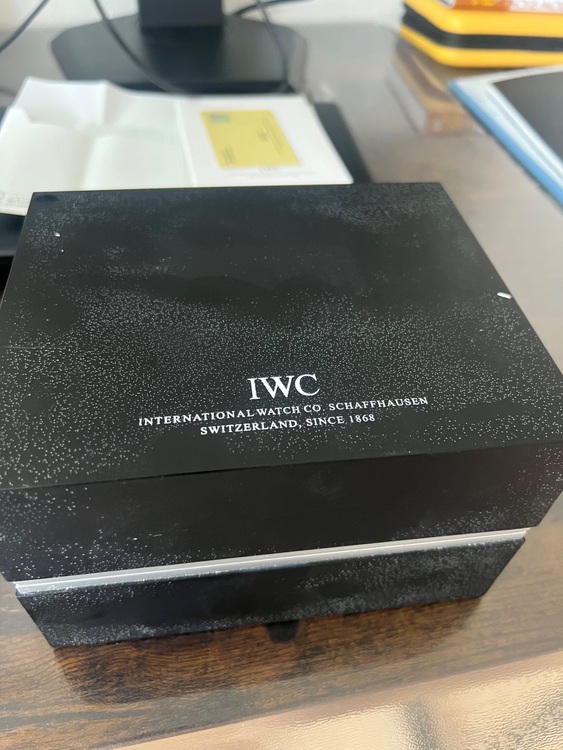 IWC
INTERNATIONAL WATCH CO. SCHAFFHAUSEN
SWITZERLAND, SINCE 1868